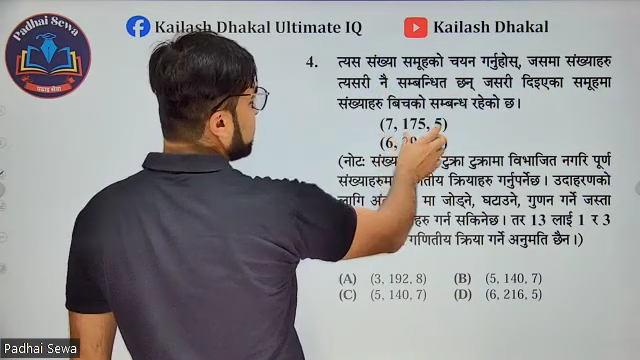 Padhai Sewa
पढाइ सेवा
Kailash Dhakal Ultimate IQ
Kailash Dhakal
4. त्यस संख्या समूहको चयन गर्नुहोस्, जसमा संख्याहरु
त्यसरी नै सम्बन्धित छन् जसरी दिइएका समूहमा
संख्याहरु बिचको सम्बन्ध रहेको छ।
(7, 175, 5)
(6,
(नोटः टुक्रा टुक्रामा विभाजित नगरि पूर्ण
क्रियाहरु गर्नुपर्नेछ। उदाहरणको
लागि मा जोड्ने, घटाउने, गुणन गर्ने जस्ता
गर्न सकिनेछ। तर 13 लाई 1 र 3
गणितीय क्रिया गर्ने अनुमति छैन।)
(A) (3, 192, 8) (B) (5, 140, 7)
(C) (5, 140, 7) (D) (6, 216, 5)
Padhai Sewa